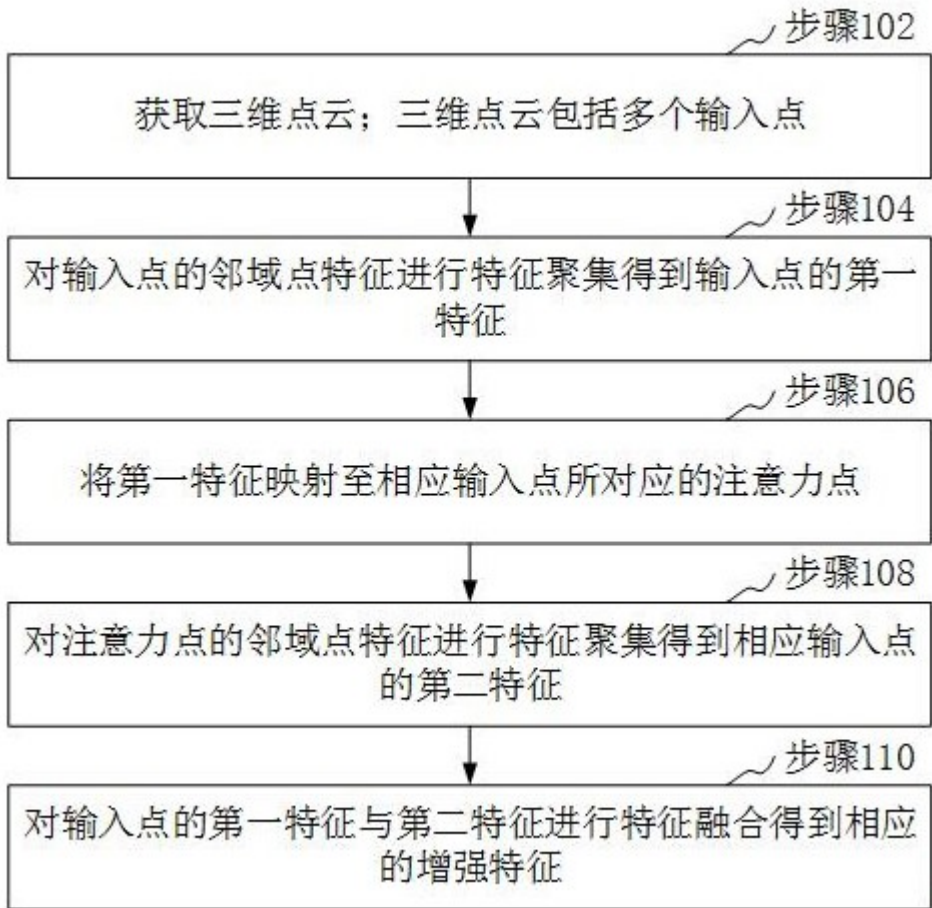 步骤102
获取三维点云；三维点云包括多个输入点
步骤104
对输入点的邻域点特征进行特征聚集得到输入点的第一
特征
步骤106
将第一特征映射至相应输入点所对应的注意力点
步骤108
对注意力点的邻域点特征进行特征聚集得到相应输入点
的第二特征
步骤110
对输入点的第一特征与第二特征进行特征融合得到相应
的增强特征